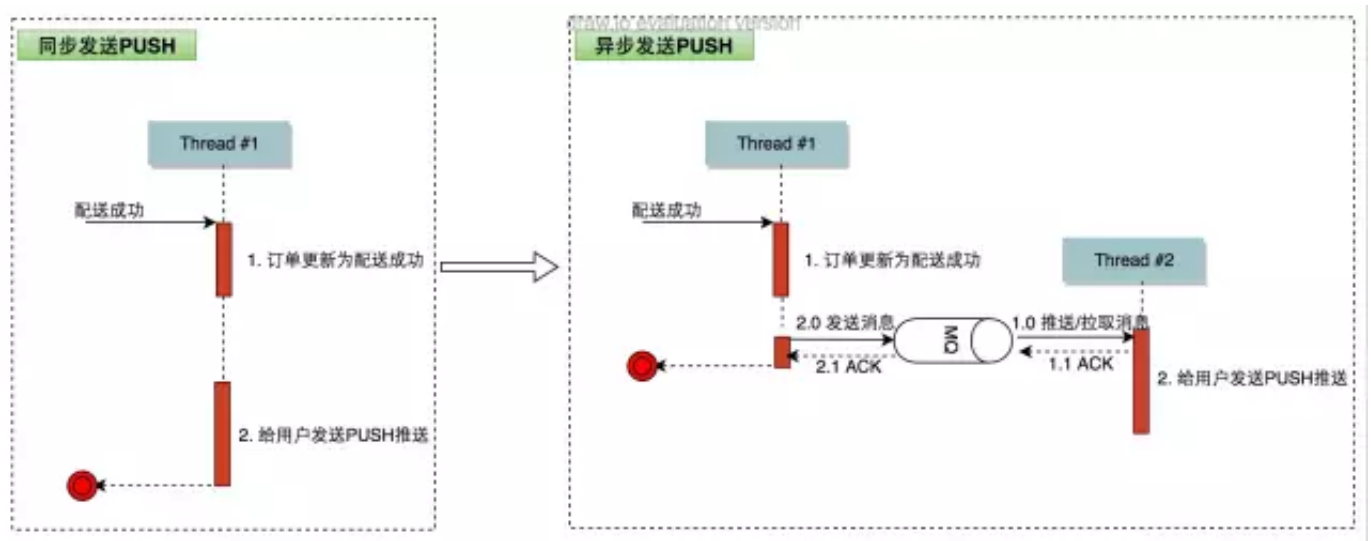 同步发送PUSH
Thread #1
配送成功
1. 订单更新为配送成功
2. 给用户发送PUSH推送
draw.io evaluation version
异步发送PUSH
Thread #1
配送成功
1. 订单更新为配送成功
Thread #2
2.0 发送消息
MQ
1.0 推送/拉取消息
2.1 ACK
1.1 ACK
2. 给用户发送PUSH推送